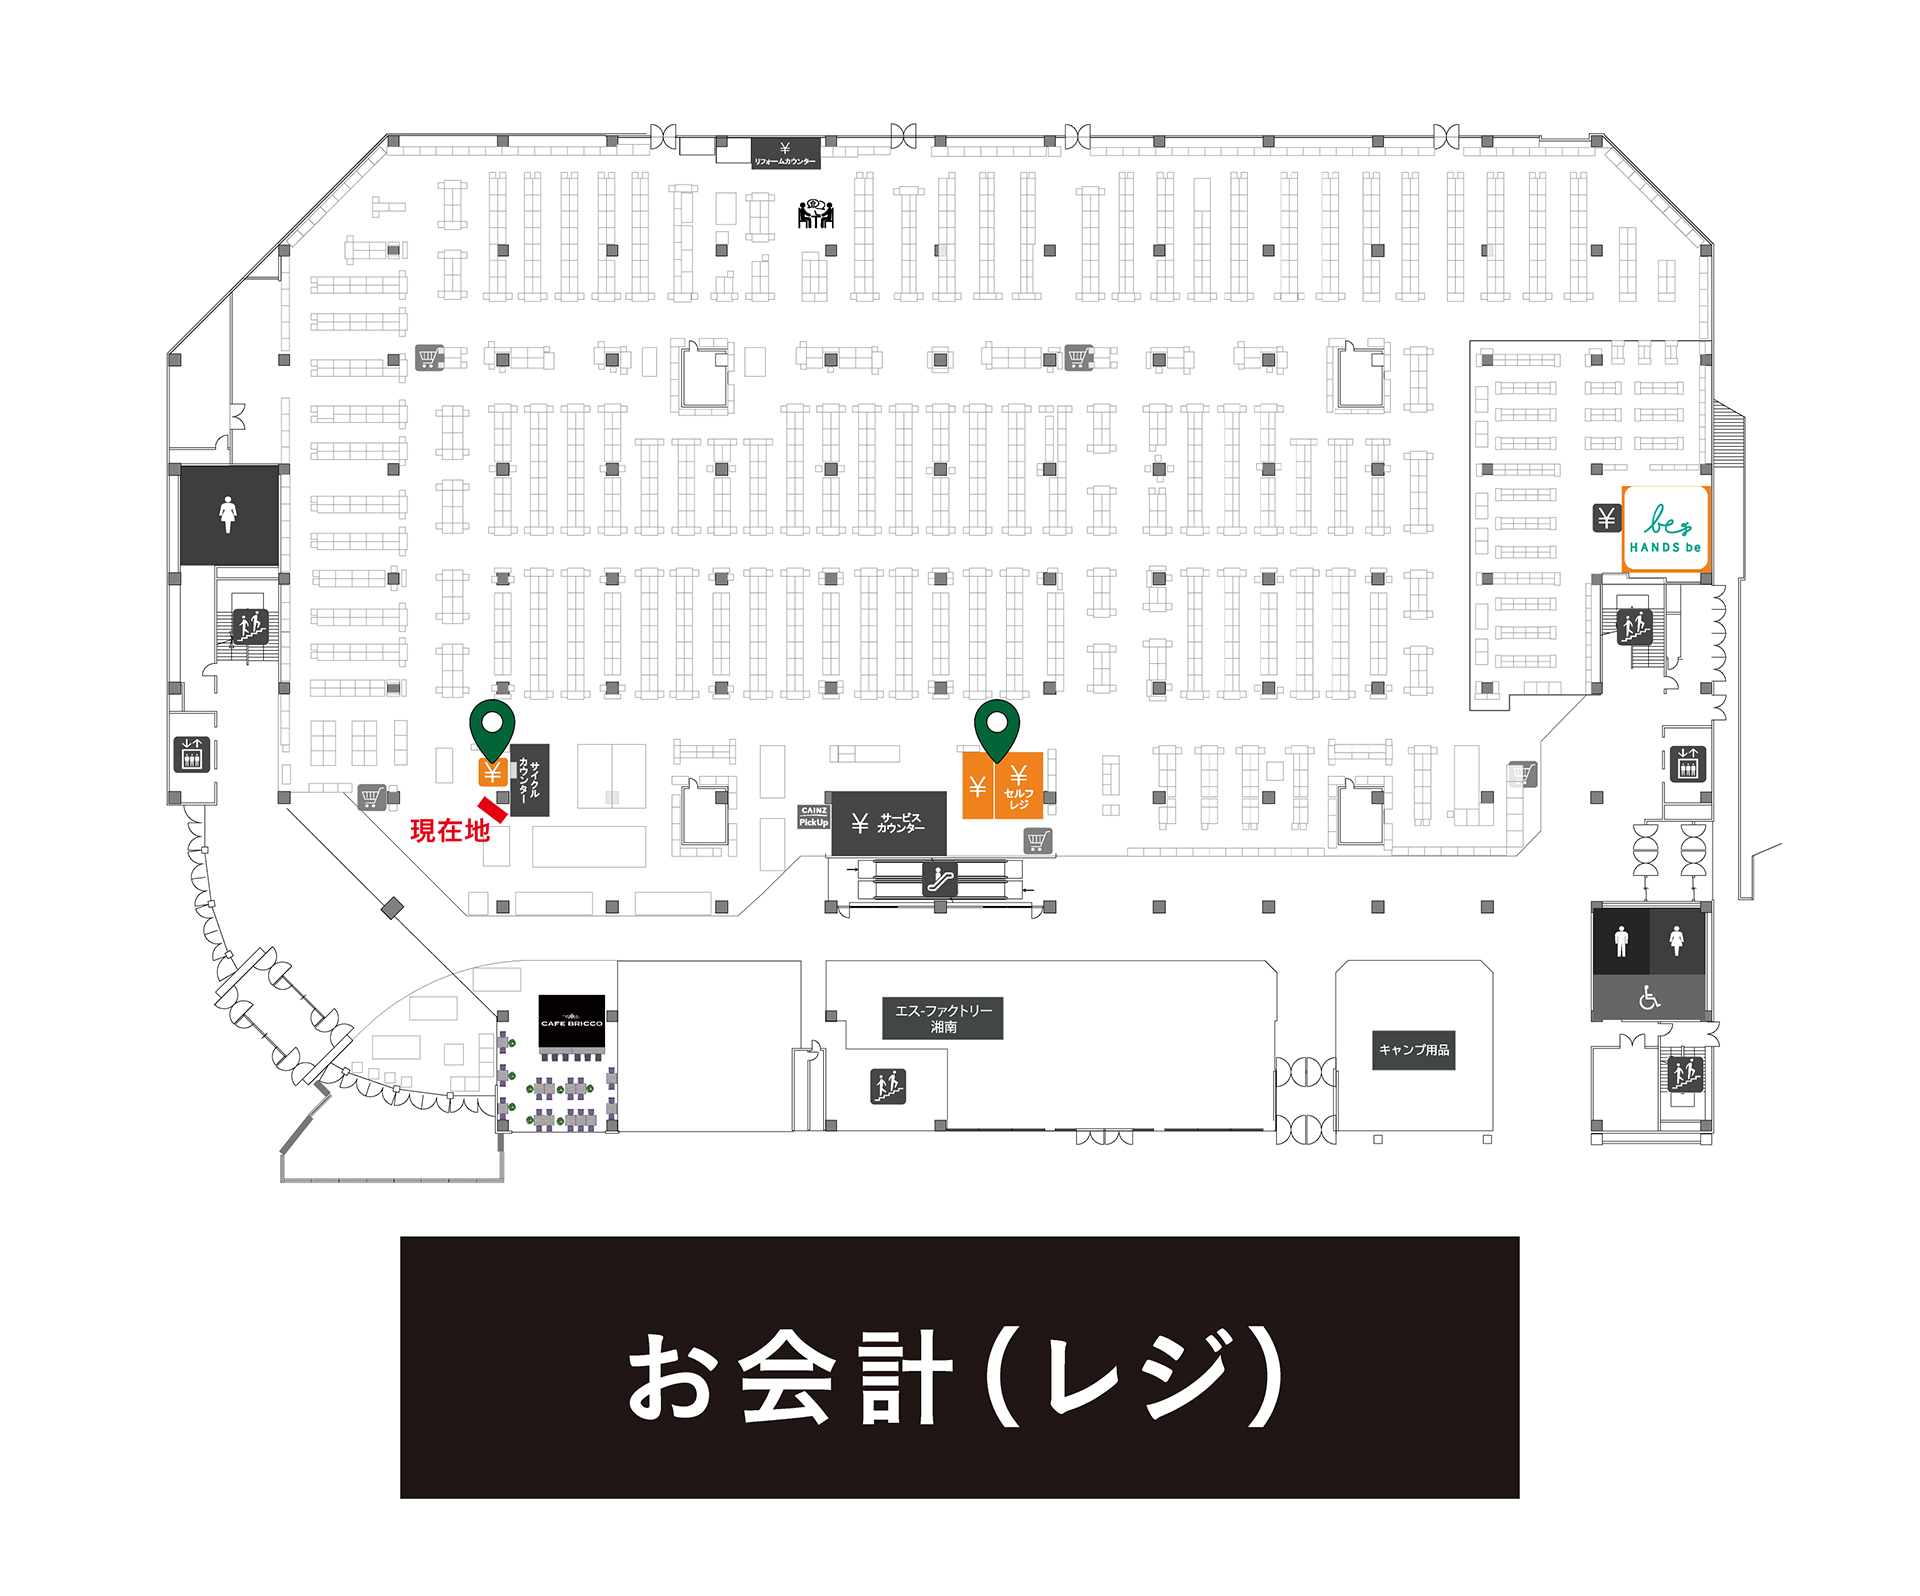 ¥
リフォームカウンター
¥
be
HANDS be
¥
サイクル
カウンター
現在地
CAINZ
PickUp
¥ サービス
カウンター
¥
¥
セルフ
レジ
CAFE BRICCO
エス-ファクトリー
湘南
キャンプ用品
お会計(レジ)